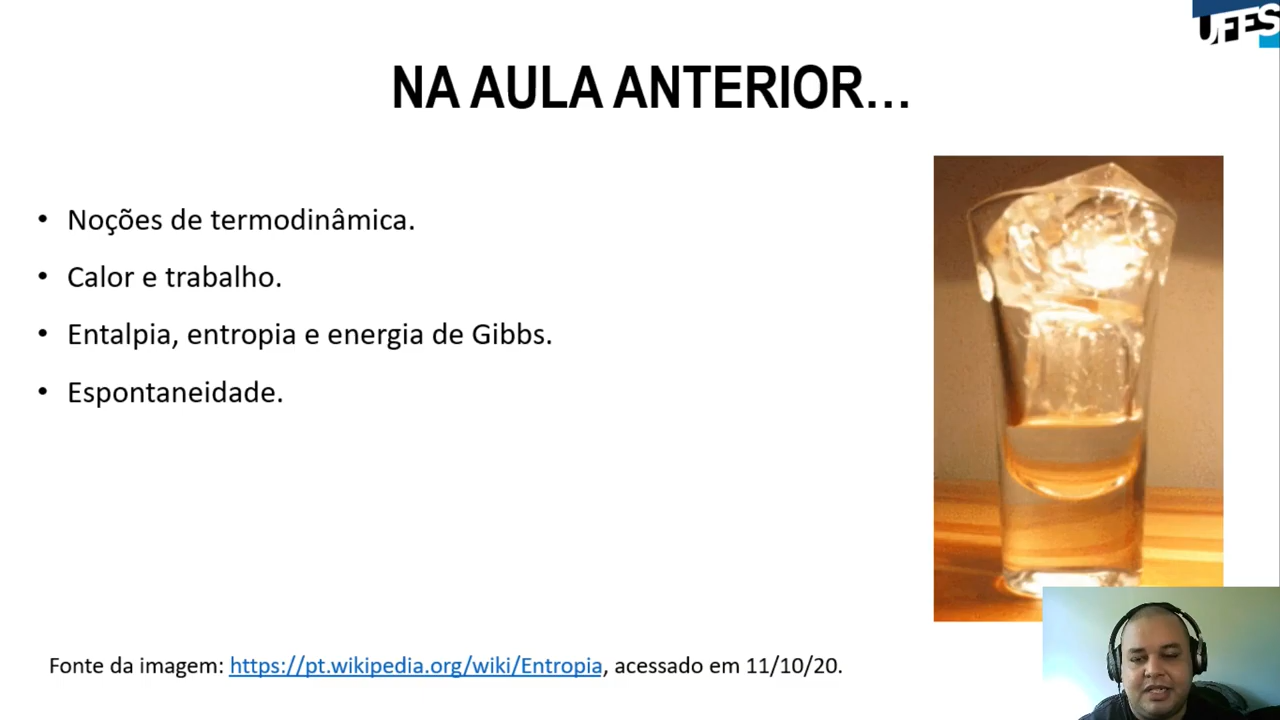 UFES
NA AULA ANTERIOR...
• Noções de termodinâmica.
• Calor e trabalho.
• Entalpia, entropia e energia de Gibbs.
• Espontaneidade.
Fonte da imagem: https://pt.wikipedia.org/wiki/Entropia, acessado em 11/10/20.